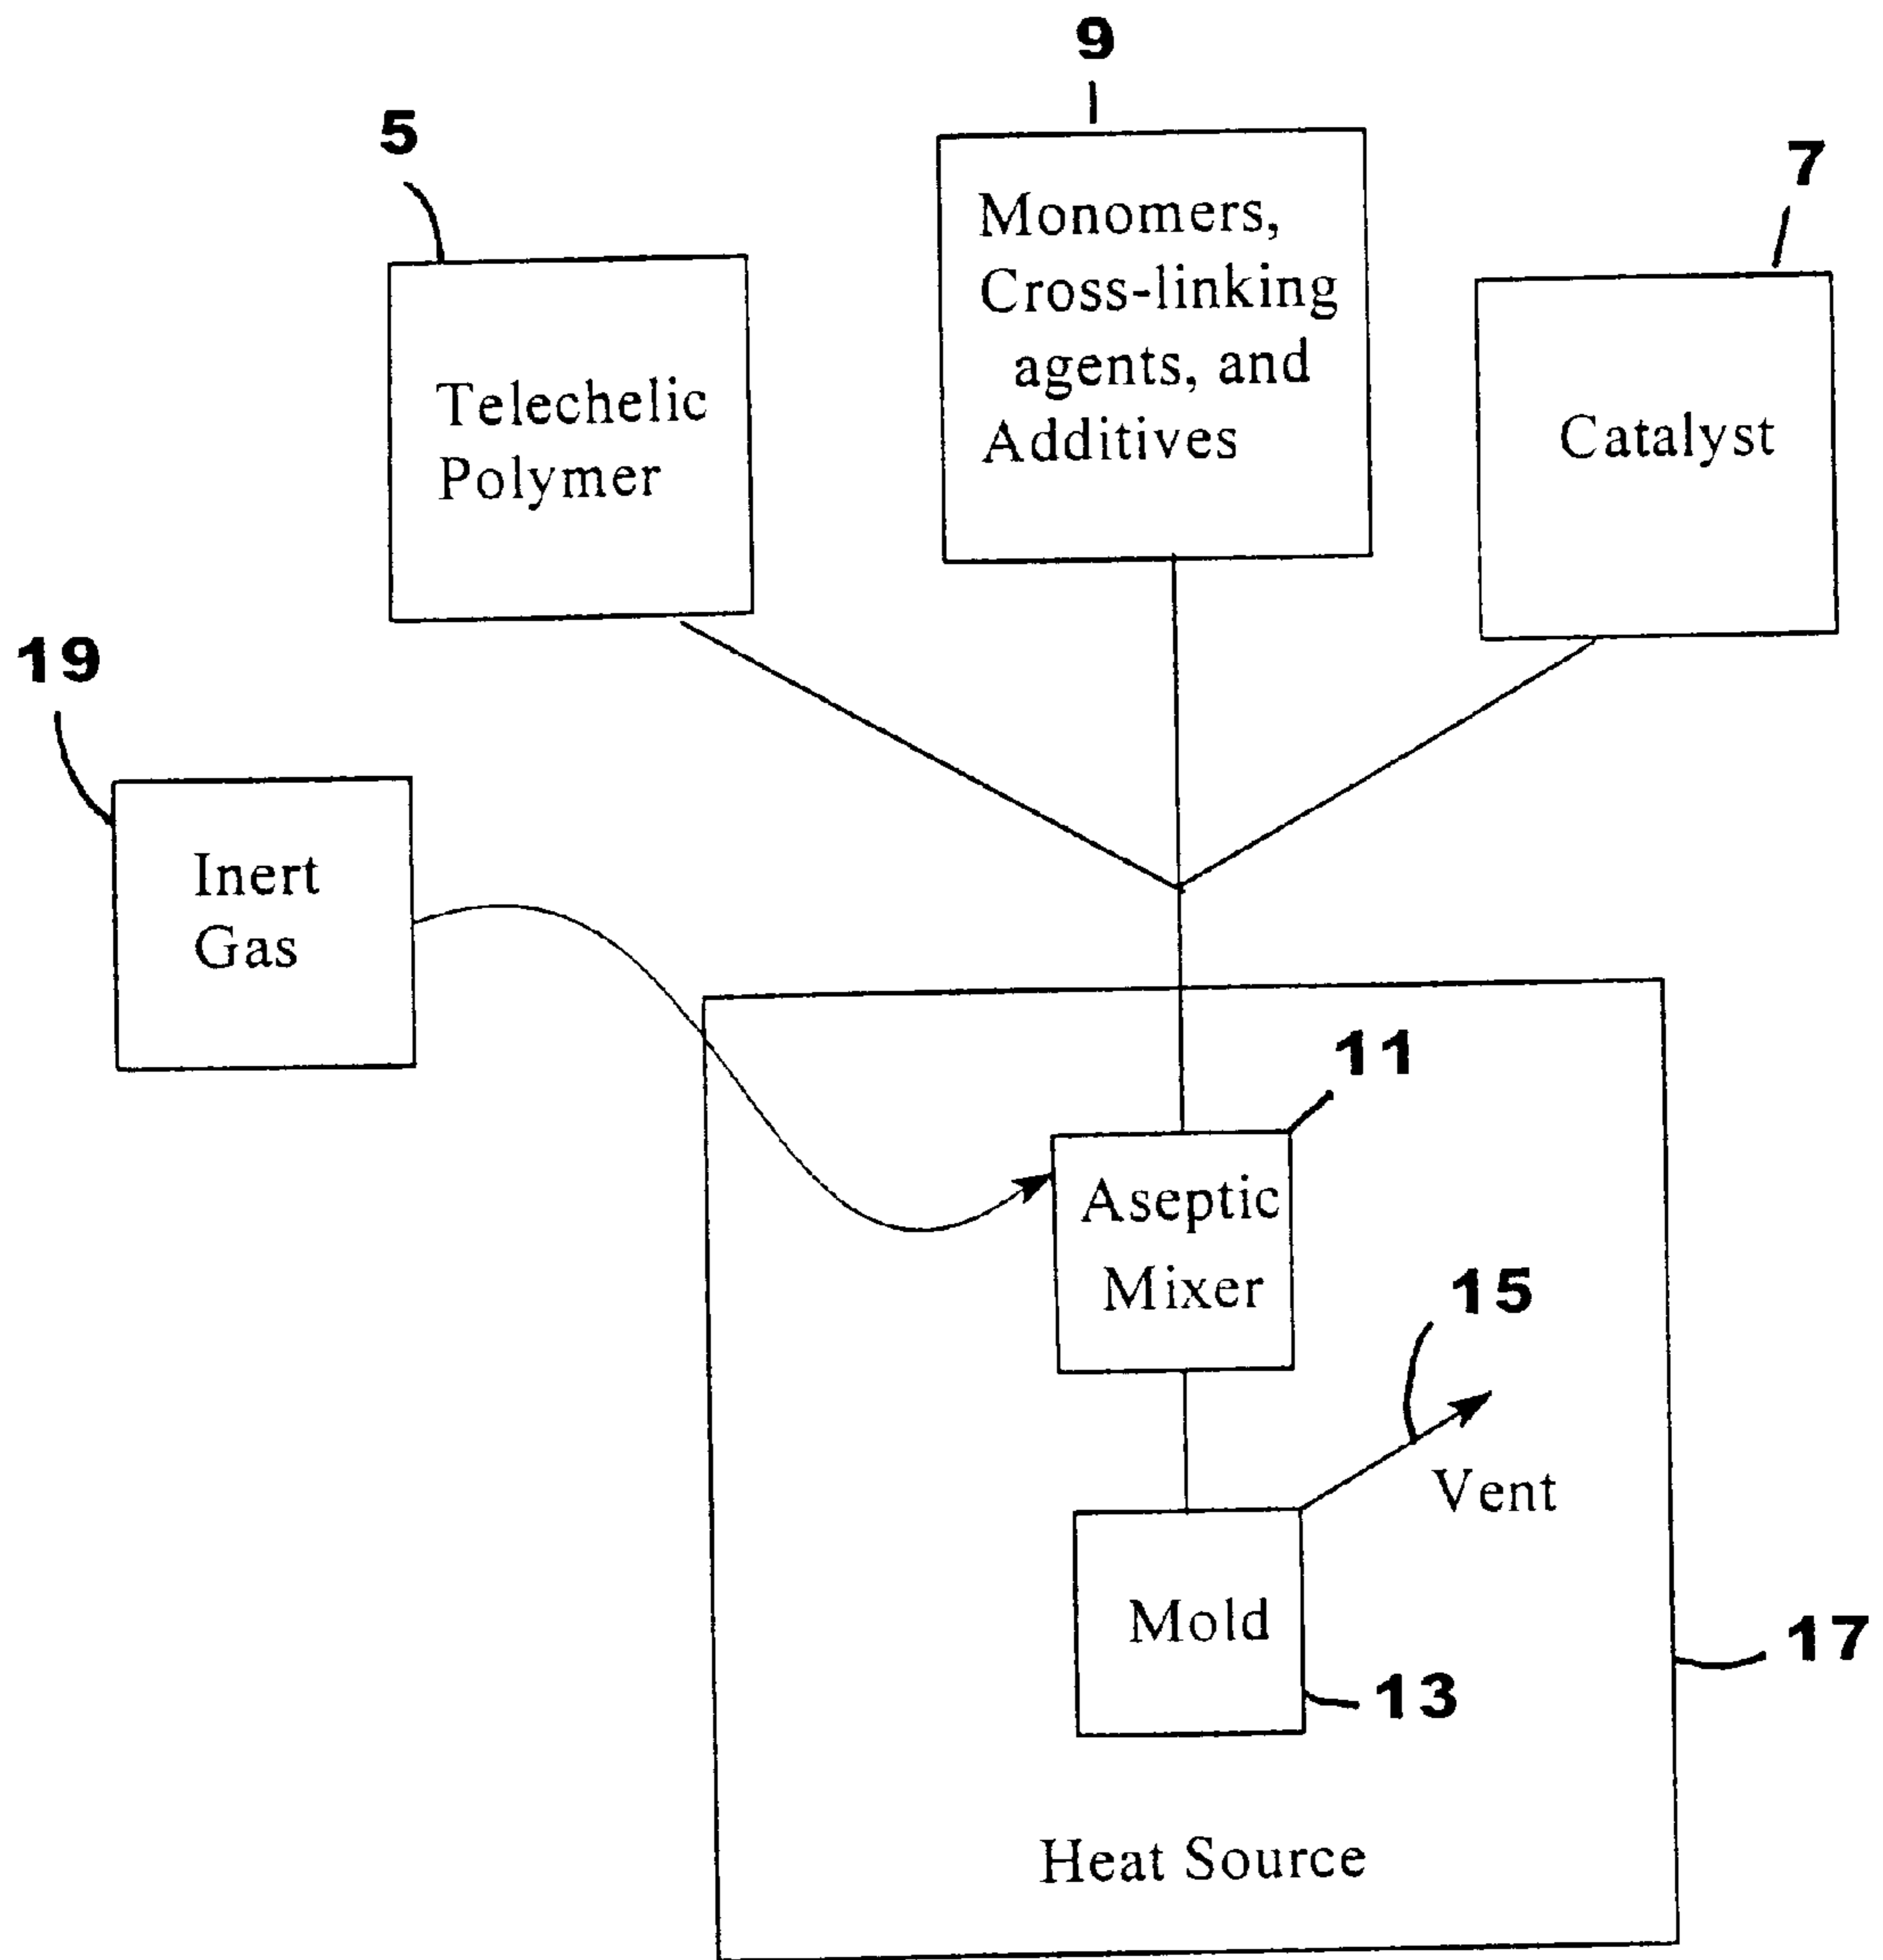 9
5
7
Monomers,
Cross-linking
agents, and
Additives
Telechelic
Polymer
Catalyst
19
Inert
Gas
11
Aseptic
Mixer
15
Vent
Mold
17
13
Heat Source